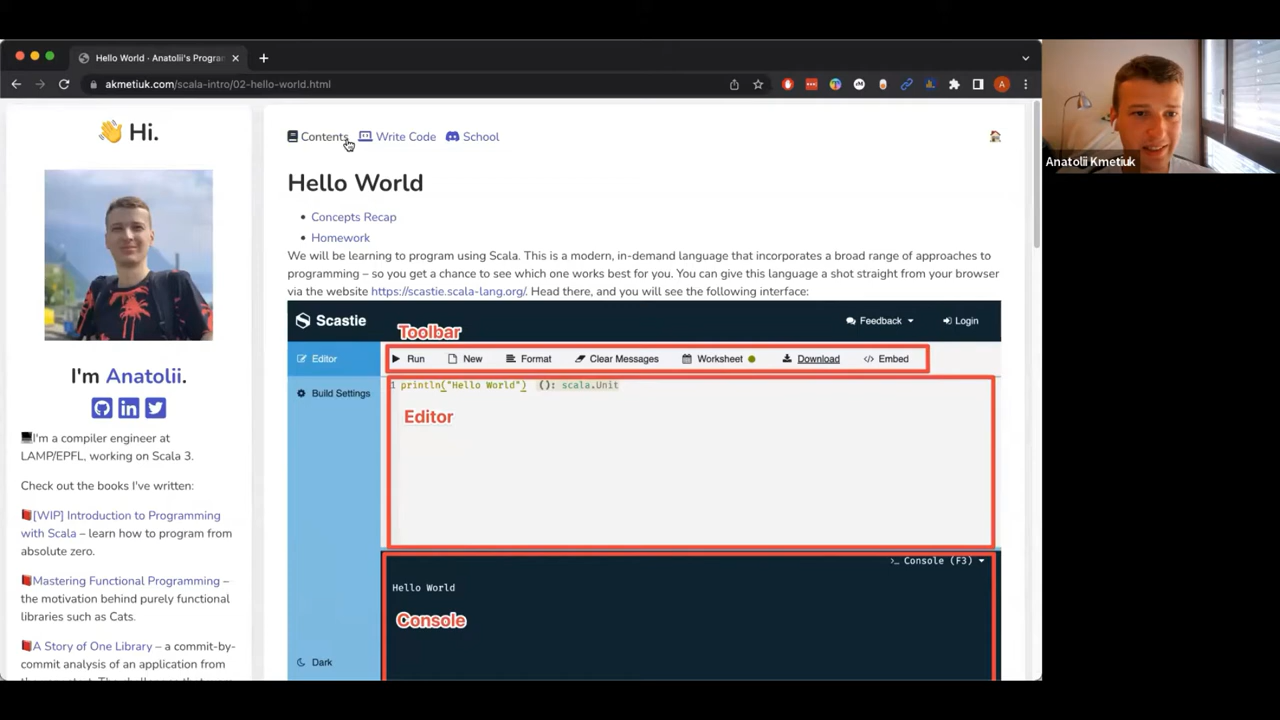 Hello World · Anatolii's Progra
akmetiuk.com/scala-intro/02-hello-world.html
A
Anatolii Kmetiuk
👋 Hi.
I'm Anatolii.
💻I'm a compiler engineer at
LAMP/EPFL, working on Scala 3.
Check out the books I've written:
📕[WIP] Introduction to Programming
with Scala – learn how to program from
absolute zero.
📕Mastering Functional Programming –
the motivation behind purely functional
libraries such as Cats.
📕A Story of One Library – a commit-by-
commit analysis of an application from
Contents Write Code School
Hello World
• Concepts Recap
• Homework
We will be learning to program using Scala. This is a modern, in-demand language that incorporates a broad range of approaches to
programming – so you get a chance to see which one works best for you. You can give this language a shot straight from your browser
via the website https://scastie.scala-lang.org/. Head there, and you will see the following interface:
Scastie
Feedback Login
Toolbar
Editor
Run New Format Clear Messages Worksheet Download Embed
1 println("Hello World") (): scala.Unit
Build Settings
Editor
>_ Console (F3)
Hello World
Console
Dark